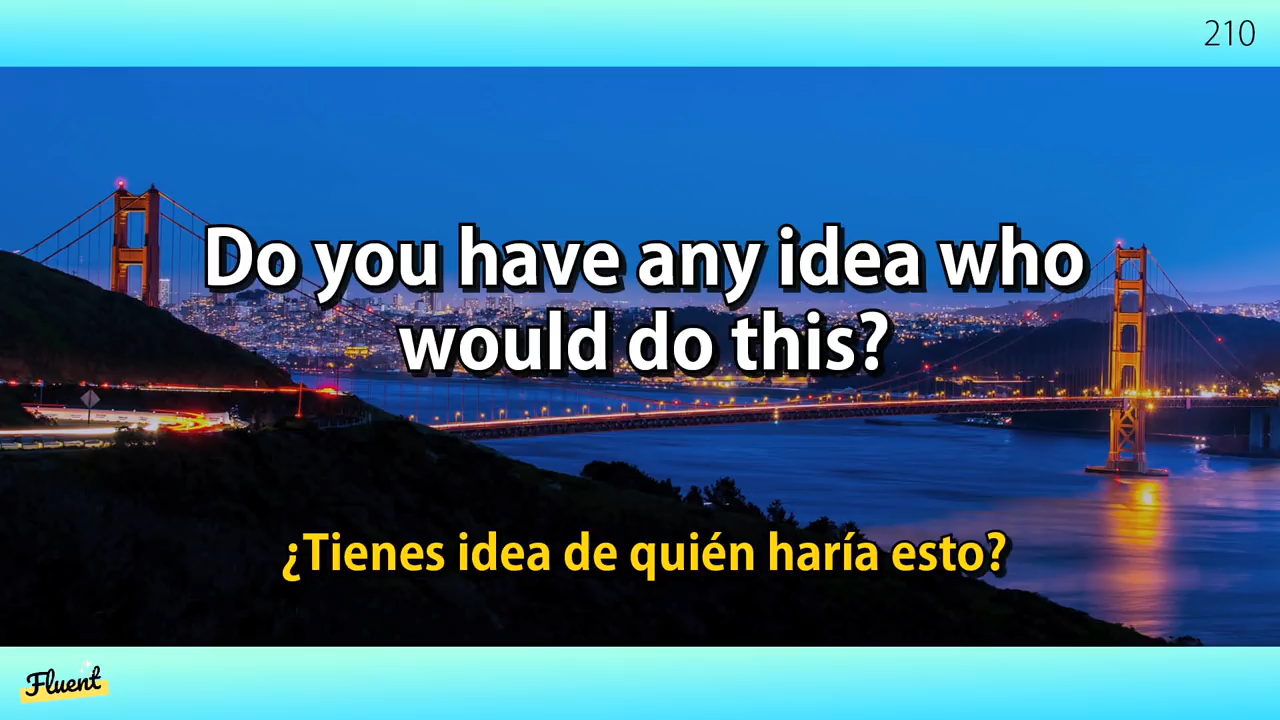 210
Do you have any idea who
would do this?
¿Tienes idea de quién haría esto?
Fluent